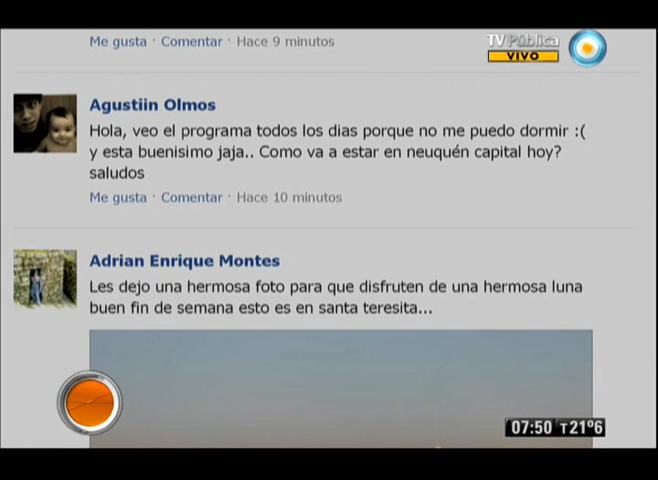 Me gusta · Comentar · Hace 9 minutos
TV Pública
VIVO
Agustiin Olmos
Hola, veo el programa todos los dias porque no me puedo dormir :(
y esta buenisimo jaja.. Como va a estar en neuquén capital hoy?
saludos
Me gusta · Comentar · Hace 10 minutos
Adrian Enrique Montes
Les dejo una hermosa foto para que disfruten de una hermosa luna
buen fin de semana esto es en santa teresita...
07:50 T21º6